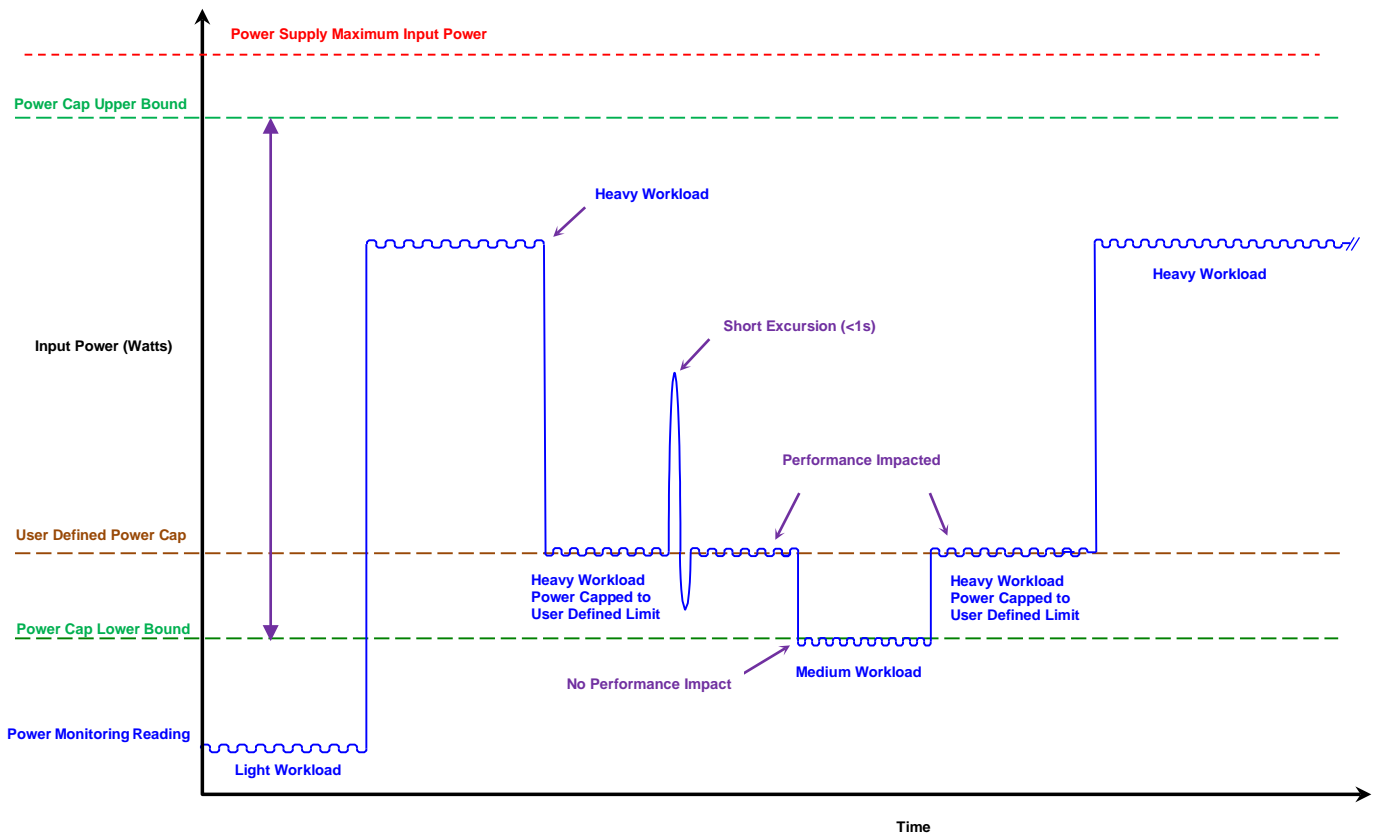 Power Supply Maximum Input Power
Power Cap Upper Bound
Heavy Workload
Heavy Workload
Short Excursion (<1s)
Input Power (Watts)
Performance Impacted
User Defined Power Cap
Heavy Workload
Power Capped to
User Defined Limit
Heavy Workload
Power Capped to
User Defined Limit
Power Cap Lower Bound
No Performance Impact
Medium Workload
Power Monitoring Reading
Light Workload
Time